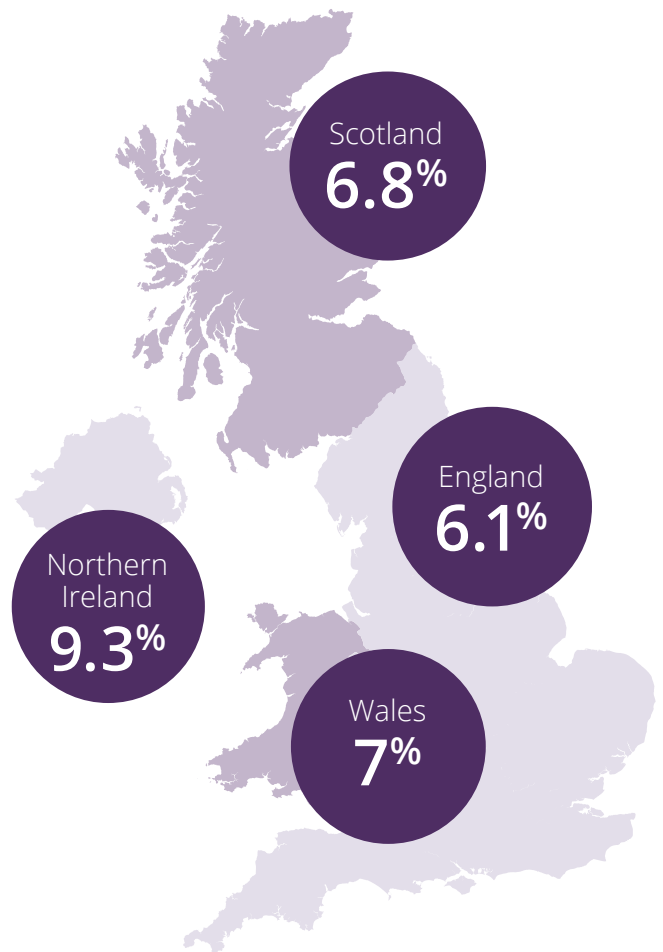 Scotland
6.8%
England
6.1%
Northern
Ireland
9.3%
Wales
7%